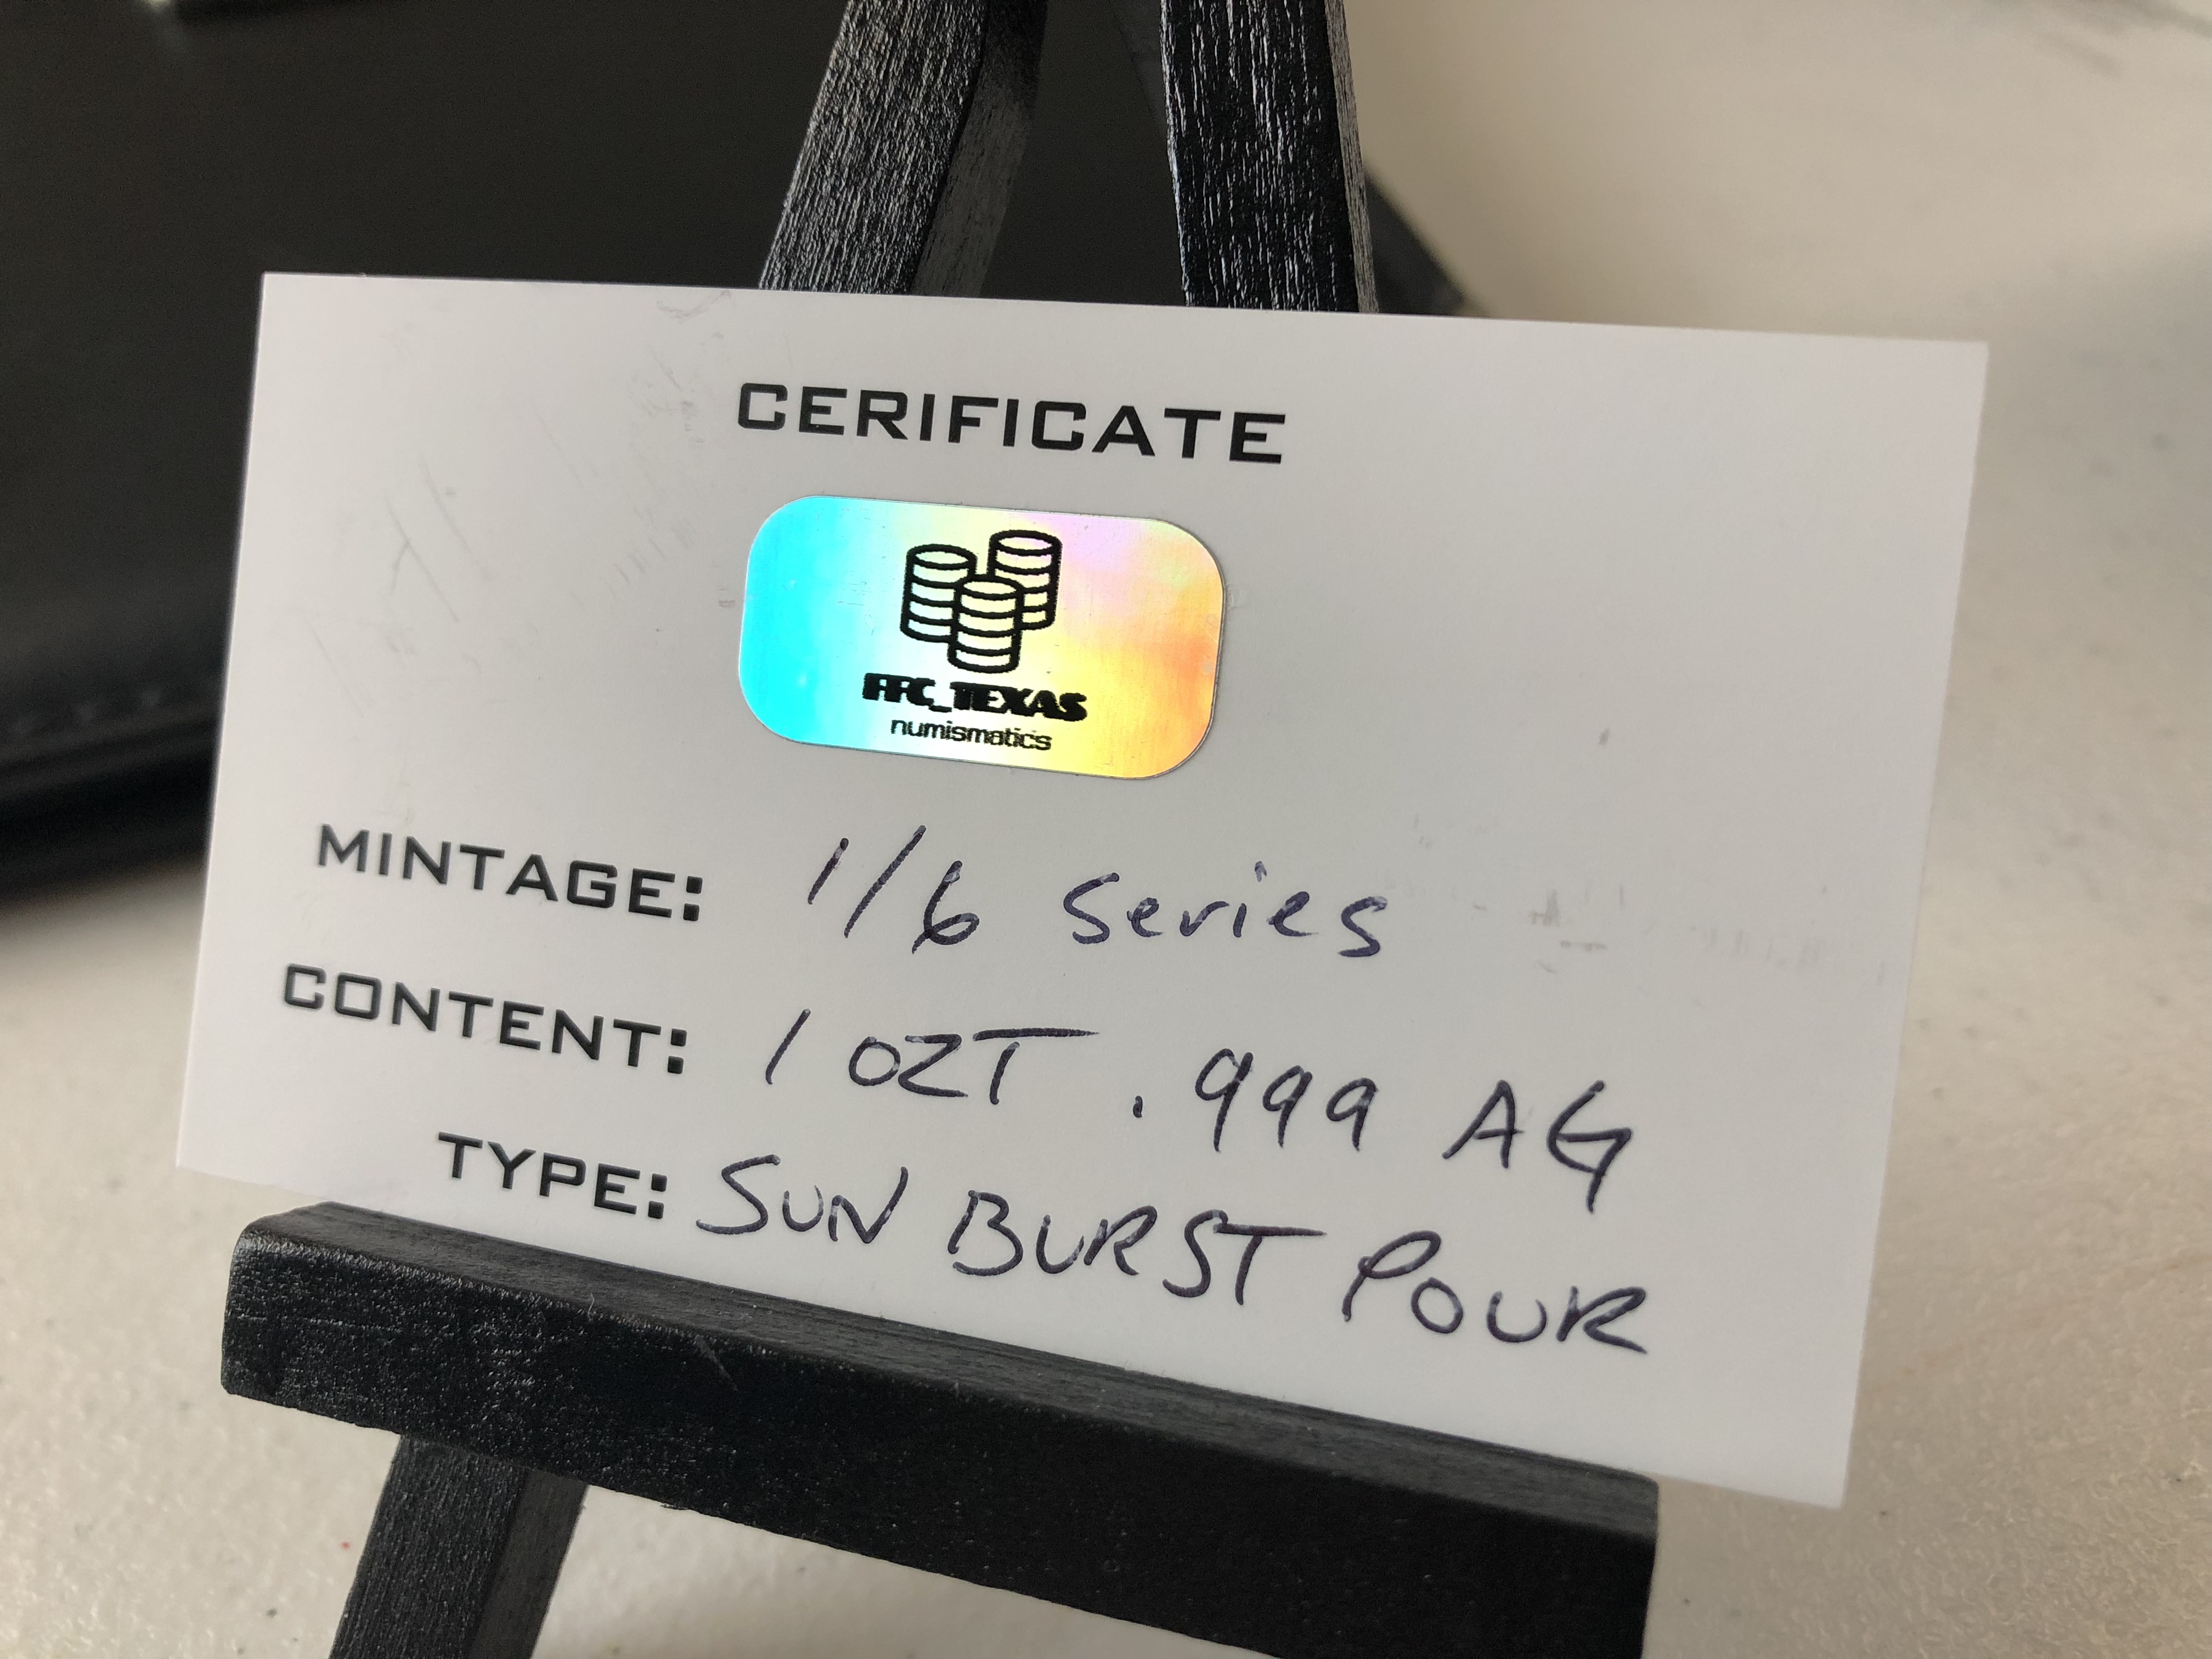 CERIFICATE
FFC_TEXAS
numismatics
MINTAGE: 1/6 series
CONTENT: 1 OZT .999 AG
TYPE: SUN BURST POUR